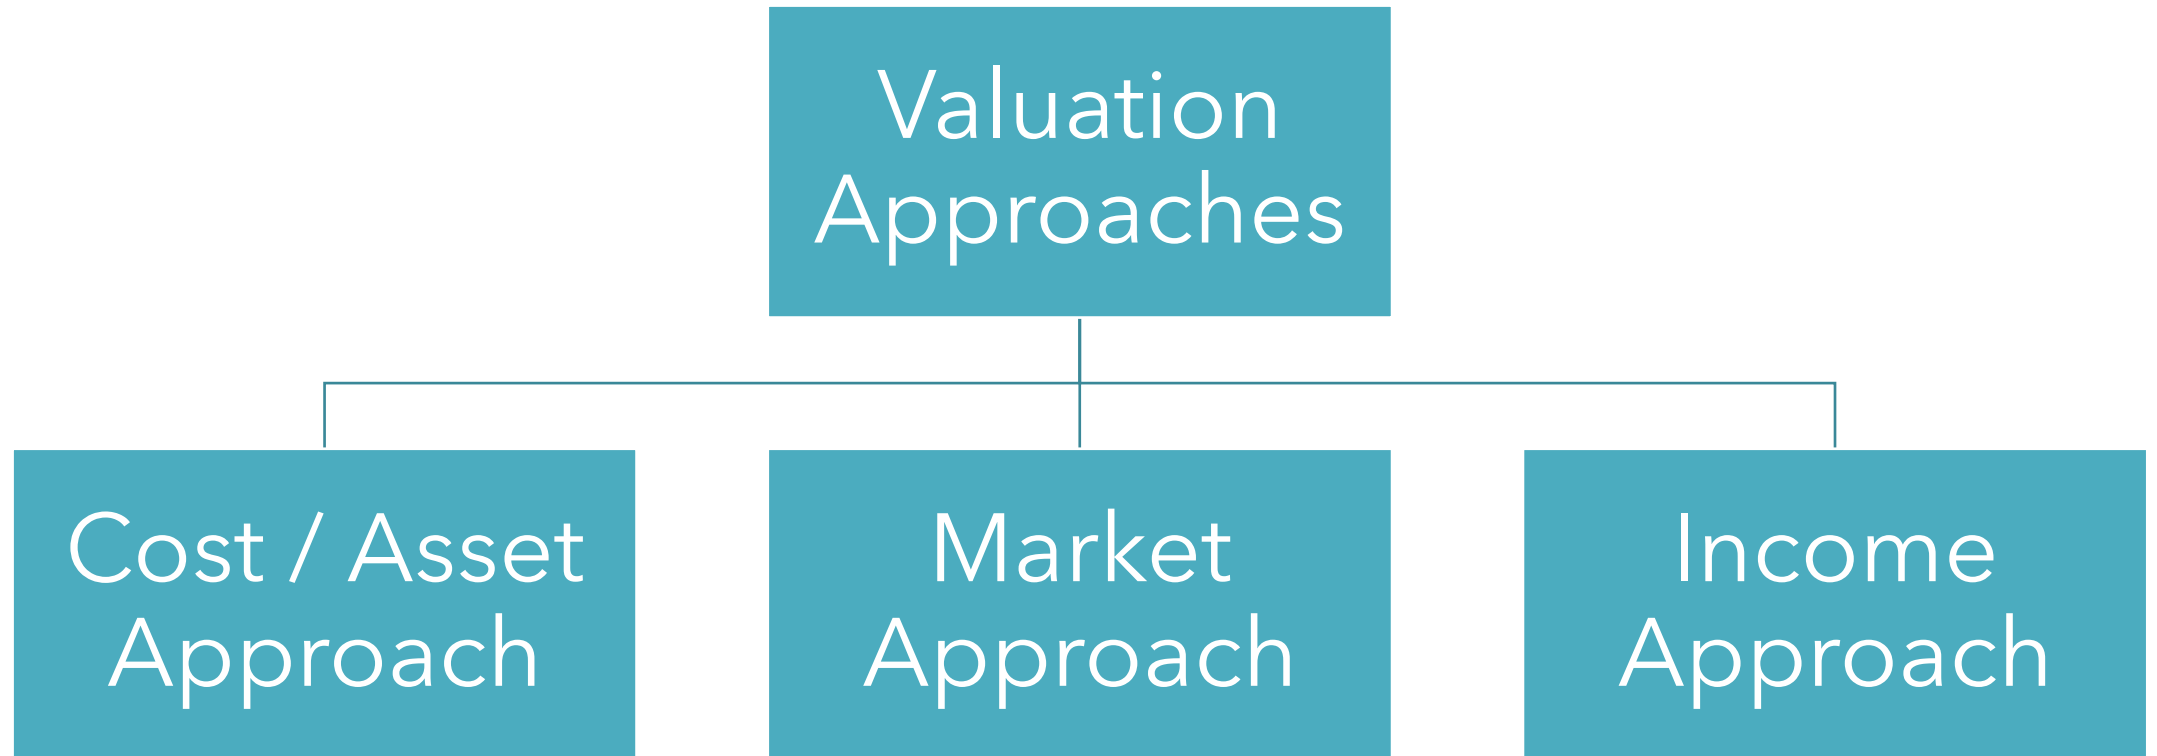 Valuation
Approaches
Cost / Asset
Approach
Market
Approach
Income
Approach